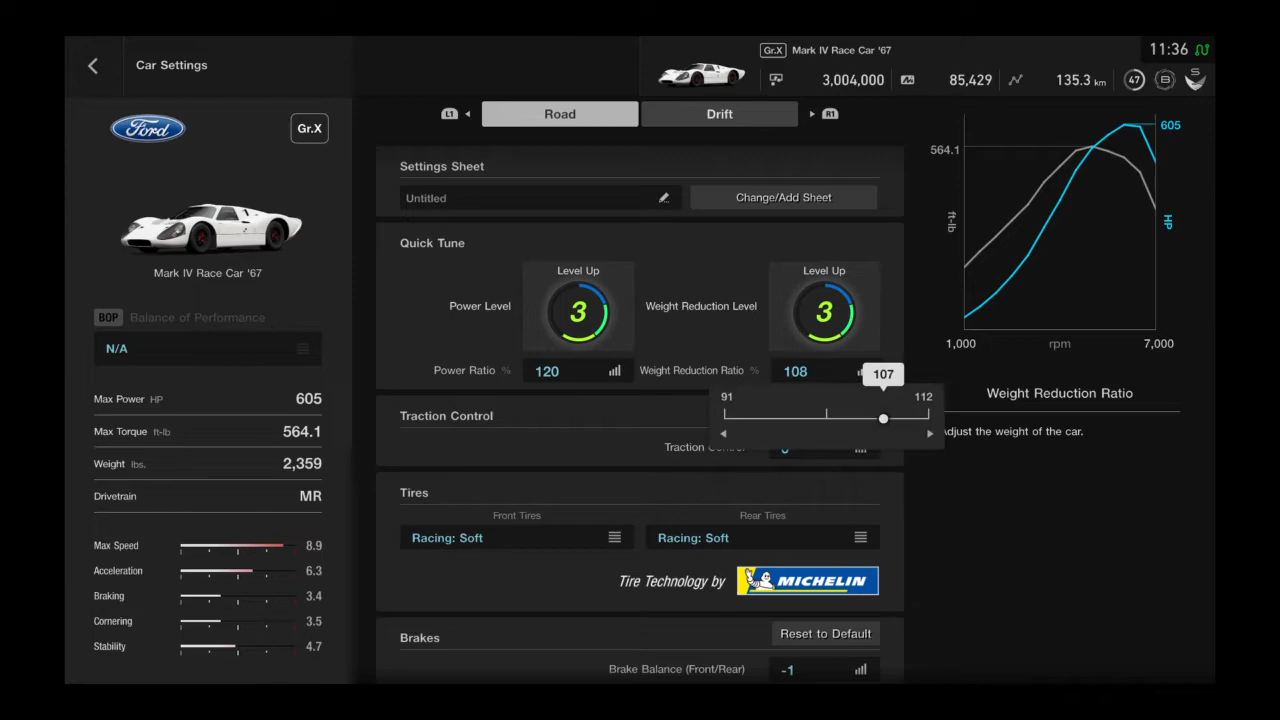 Car Settings
Gr.X Mark IV Race Car '67
11:36
3,004,000 85,429 135.3 km 47 B S
L1 Road Drift R1
Ford
Gr.X
Mark IV Race Car '67
BOP Balance of Performance
N/A
Max Power HP 605
Max Torque ft-lb 564.1
Weight lbs. 2,359
Drivetrain MR
Max Speed 8.9
Acceleration 6.3
Braking 3.4
Cornering 3.5
Stability 4.7
Settings Sheet
Untitled Change/Add Sheet
Quick Tune
Level Up Level Up
Power Level 3 Weight Reduction Level 3
Power Ratio % 120 Weight Reduction Ratio % 108
107
91 112
Traction Control
Traction
Tires
Front Tires Rear Tires
Racing: Soft Racing: Soft
Tire Technology by MICHELIN
Brakes Reset to Default
Brake Balance (Front/Rear) -1
605
564.1
ft-lb HP
1,000 rpm 7,000
Weight Reduction Ratio
Adjust the weight of the car.